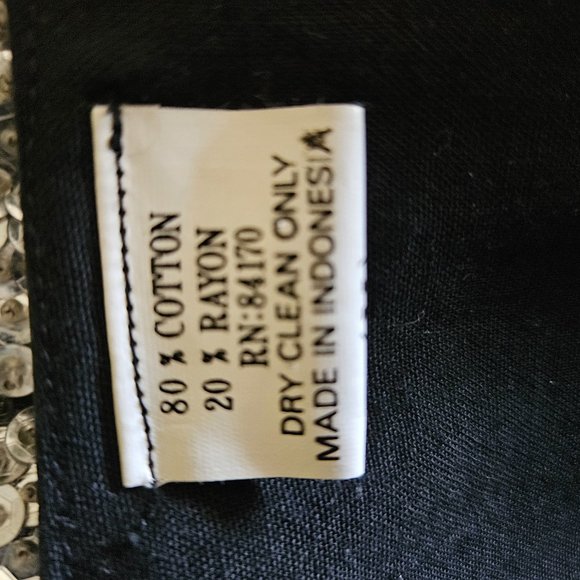 80 % COTTON
20 % RAYON
RN:84170
DRY CLEAN ONLY
MADE IN INDONESIA